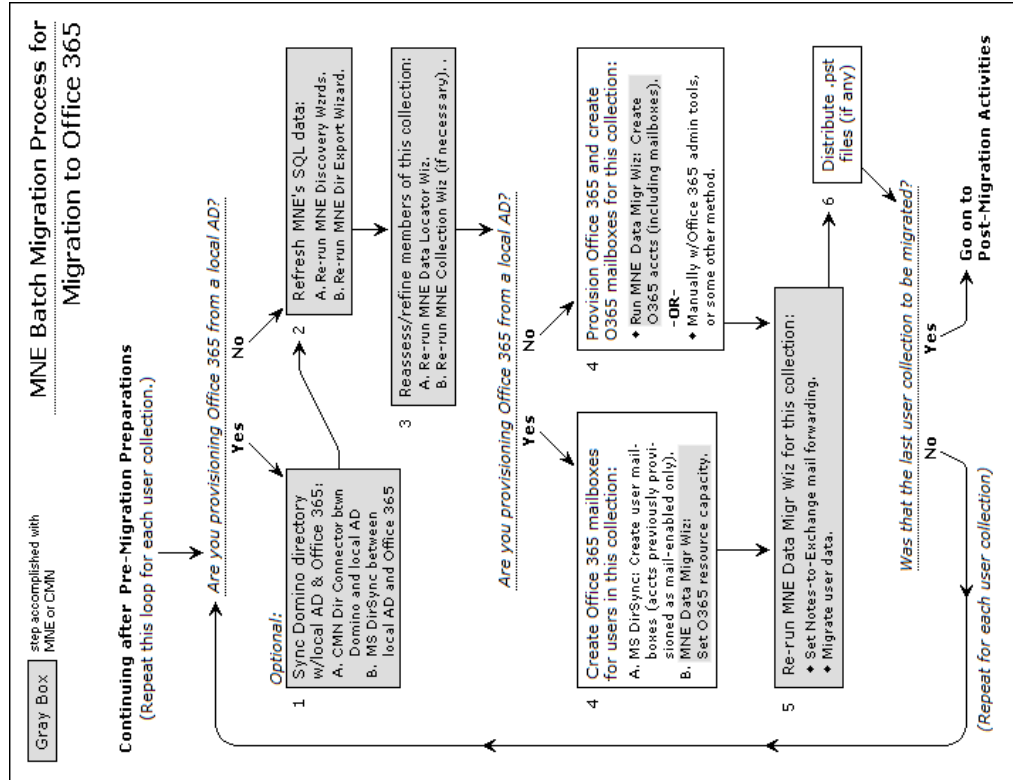 MNE Batch Migration Process for
Migration to Office 365
Gray Box
step accomplished with
MNE or CMN
Continuing after Pre-Migration Preparations
(Repeat this loop for each user collection.)
Are you provisioning Office 365 from a local AD?
Yes
No
Optional:
1
Sync Domino directory
w/local AD & Office 365:
A. CMN Dir Connector btwn
Domino and local AD
B. MS DirSync between
local AD and Office 365
2
Refresh MNE's SQL data:
A. Re-run MNE Discovery Wzrds.
B. Re-run MNE Dir Export Wizard.
3
Reassess/refine members of this collection:
A. Re-run MNE Data Locator Wiz.
B. Re-run MNE Collection Wiz (if necessary). .
Are you provisioning Office 365 from a local AD?
Yes
No
4
Create Office 365 mailboxes
for users in this collection:
A. MS DirSync: Create user mail-
boxes (accts previously provi-
sioned as mail-enabled only).
B. MNE Data Migr Wiz:
Set O365 resource capacity.
4
Provision Office 365 and create
O365 mailboxes for this collection:
◆ Run MNE Data Migr Wiz: Create
O365 accts (including mailboxes).
-OR-
◆ Manually w/Office 365 admin tools,
or some other method.
5
Re-run MNE Data Migr Wiz for this collection:
◆ Set Notes-to-Exchange mail forwarding.
◆ Migrate user data.
6
Distribute .pst
files (if any)
Was that the last user collection to be migrated?
No
Yes
(Repeat for each user collection)
Go on to
Post-Migration Activities